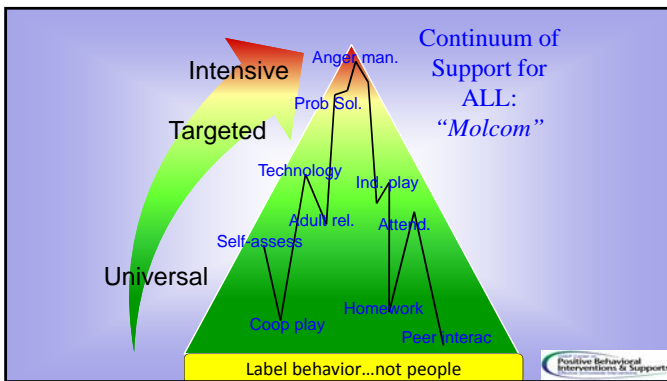 Continuum of
Support for
ALL:
“Molcom”
Intensive
Targeted
Universal
Anger man.
Prob Sol.
Technology
Ind. play
Adult rel.
Attend.
Self-assess
Homework
Coop play
Peer interac
Label behavior...not people
Positive Behavioral
Interventions & Support